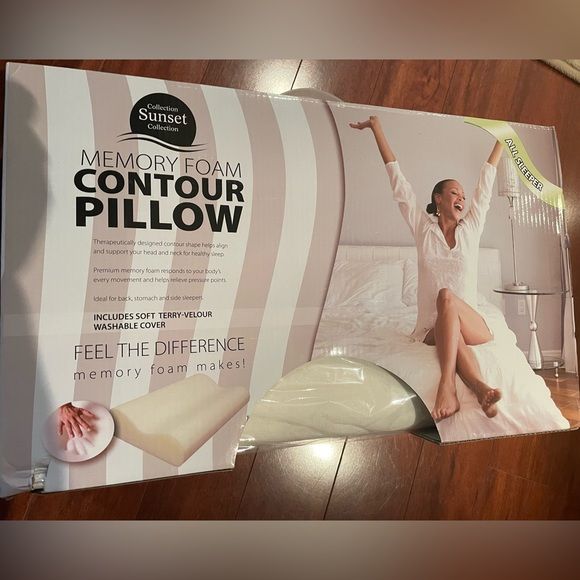 Collection
Sunset
Collection
MEMORY FOAM
CONTOUR
PILLOW
Therapeutically designed contour shape helps align
and support your head and neck for healthy sleep.
Premium memory foam responds to your body's
every movement and helps relieve pressure points.
Ideal for back, stomach and side sleepers.
INCLUDES SOFT TERRY-VELOUR
WASHABLE COVER
FEEL THE DIFFERENCE
memory foam makes!
ALL SLEEPER